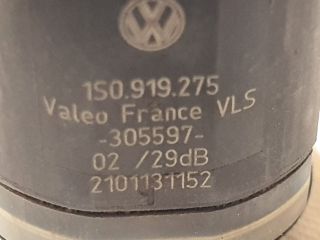 1S0.919.275
Valeo France VLS
-305597-
02 /29dB
2101131152